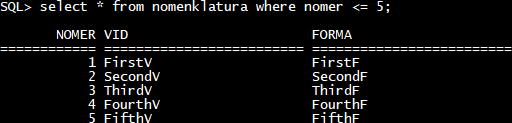 SQL> select * from nomenklatura where nomer <= 5;
NOMER VID FORMA
============ ========================= =========================
1 FirstV FirstF
2 SecondV SecondF
3 ThirdV ThirdF
4 FourthV FourthF
5 FifthV FifthF